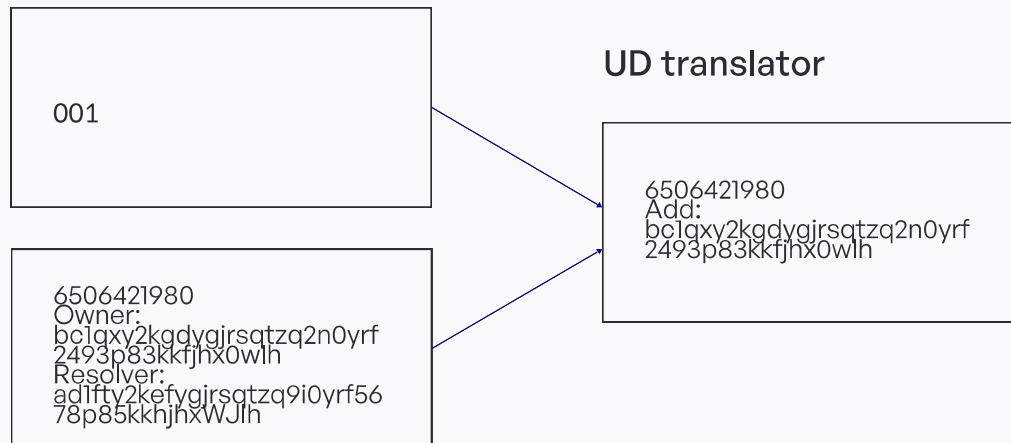 001
6506421980
Owner:
bc1qxy2kgdygjrsqtzq2n0yrf
2493p83kkfjhx0wlh
Resolver:
ad1fty2kefygjrsqtzq9i0yrf56
78p85kkhjhxWJlh
UD translator
6506421980
Add:
bc1qxy2kgdygjrsqtzq2n0yrf
2493p83kkfjhx0wlh